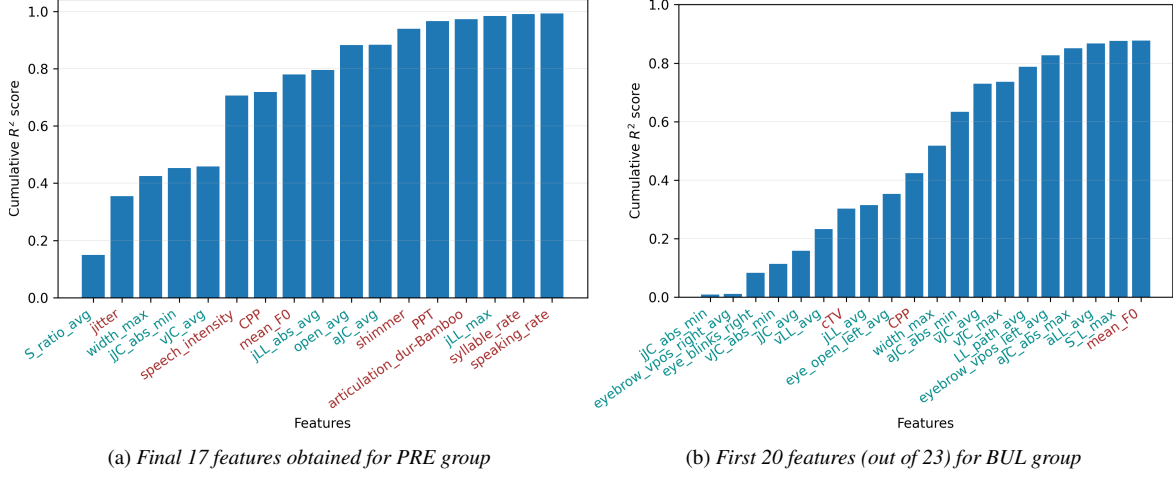 1.0
0.8
0.6
0.4
0.2
0.0
Cumulative R² score
S_ratio_avg
jitter
width_max
jjC_abs_min
vJC_avg
speech_intensity
CPP
mean_F0
jLL_abs_avg
open_avg
aJC_avg
shimmer
PPT
articulation_dur-Bamboo
jLL_max
syllable_rate
speaking_rate
Features
(a) Final 17 features obtained for PRE group
1.0
0.8
0.6
0.4
0.2
0.0
Cumulative R² score
jjC_abs_min
eyebrow_vpos_right_avg
eye_blinks_right
vJC_abs_min
jjC_avg
vLL_avg
cTV
jLL_avg
eye_open_left_avg
CPP
width_max
aJC_abs_min
vJC_avg
vJC_max
LL_path_avg
eyebrow_vpos_left_avg
aJC_abs_max
aLL_avg
S_L_max
mean_F0
Features
(b) First 20 features (out of 23) for BUL group